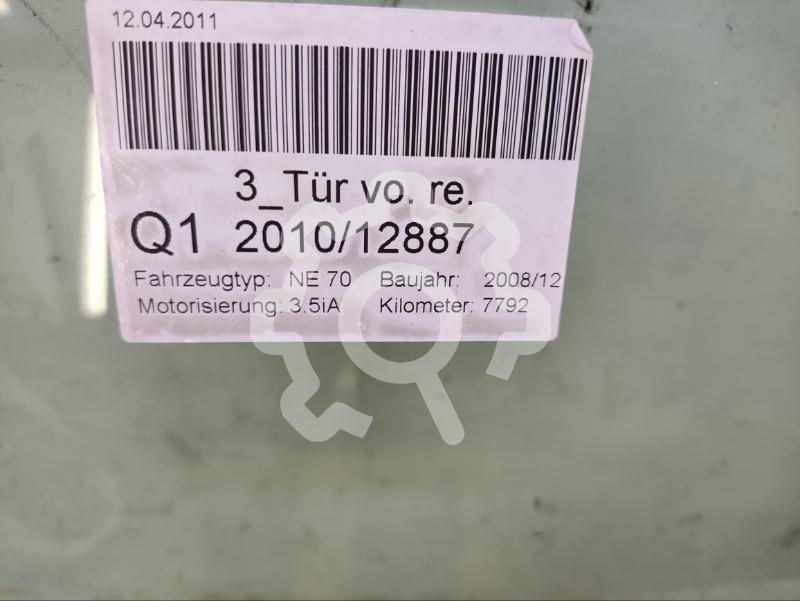 12.04.2011
3_Tür vo. re.
Q1 2010/12887
Fahrzeugtyp: NE 70 Baujahr: 2008/12
Motorisierung: 3.5iA Kilometer: 7792